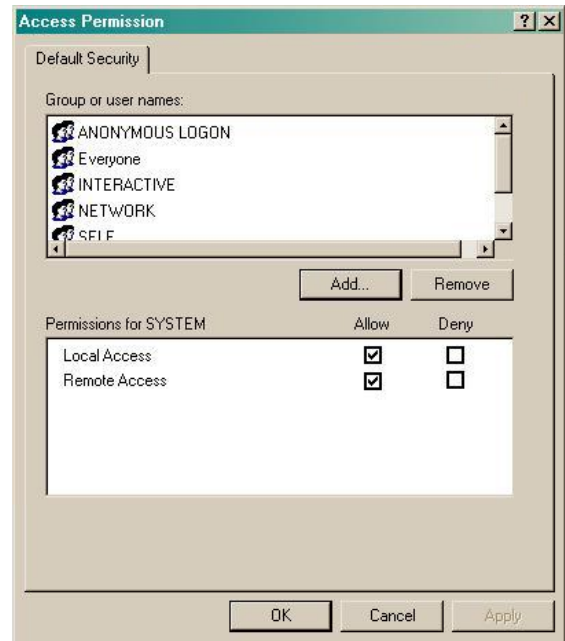 Access Permission
Default Security
Group or user names:
ANONYMOUS LOGON
Everyone
INTERACTIVE
NETWORK
SELF
Add... Remove
Permissions for SYSTEM Allow Deny
Local Access
Remote Access
OK Cancel Apply